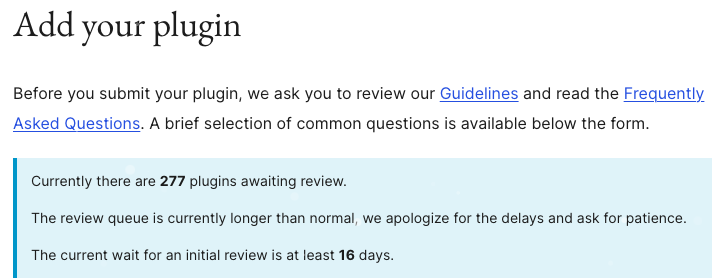 Add your plugin
Before you submit your plugin, we ask you to review our Guidelines and read the Frequently
Asked Questions. A brief selection of common questions is available below the form.
Currently there are 277 plugins awaiting review.
The review queue is currently longer than normal, we apologize for the delays and ask for patience.
The current wait for an initial review is at least 16 days.